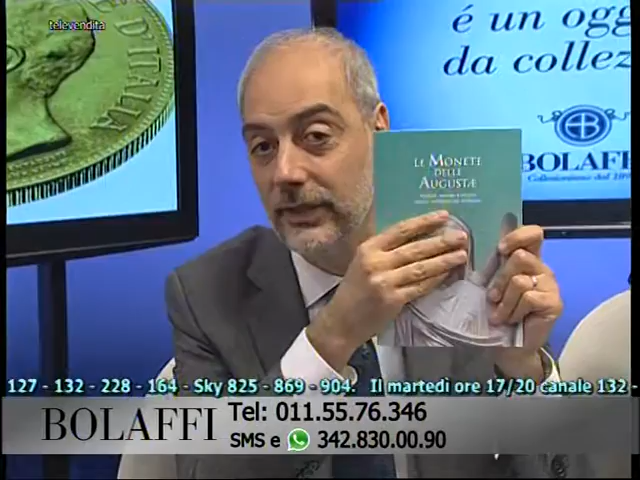 televendita
D'ITALIA
é un ogg
da collez
BOLAFF
LE MONETE
DELLE
AUGUSTÆ
127 - 132 - 228 - 164 - Sky 825 - 869 - 904. Il martedì ore 17/20 canale 132 -
BOLAFFI
Tel: 011.55.76.346
SMS e 342.830.00.90